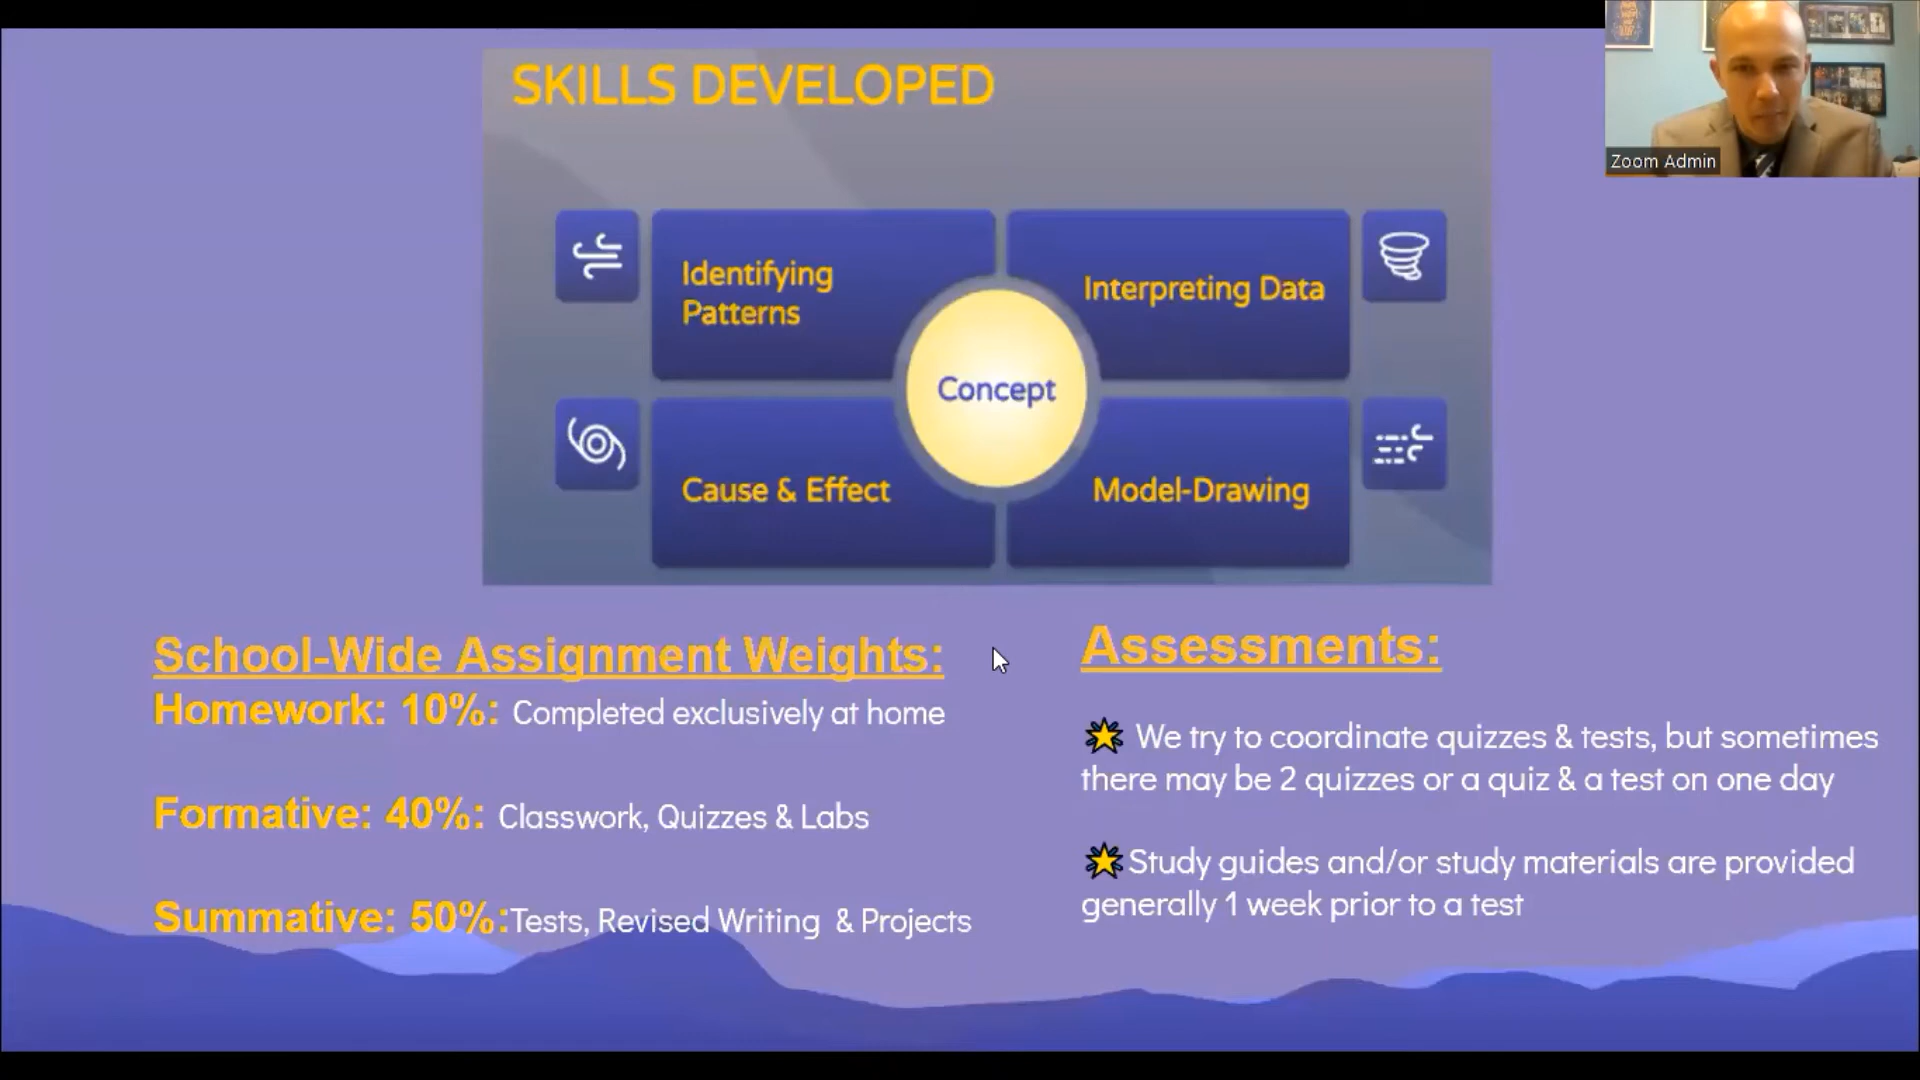 SKILLS DEVELOPED
Identifying
Patterns
Interpreting Data
Concept
Cause & Effect
Model-Drawing
Zoom Admin
School-Wide Assignment Weights:
Homework: 10%: Completed exclusively at home
Formative: 40%: Classwork, Quizzes & Labs
Summative: 50%:Tests, Revised Writing & Projects
Assessments:
We try to coordinate quizzes & tests, but sometimes
there may be 2 quizzes or a quiz & a test on one day
Study guides and/or study materials are provided
generally 1 week prior to a test